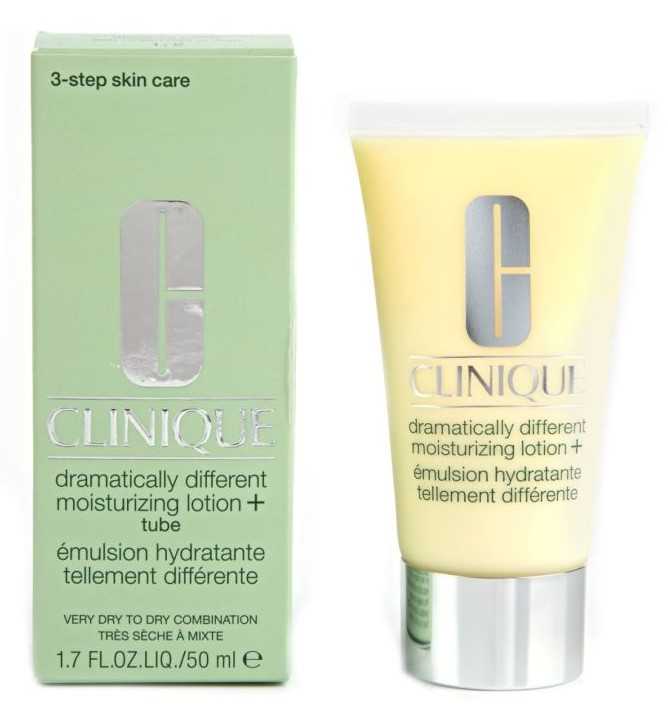 3-step skin care
CLINIQUE
dramatically different
moisturizing lotion +
tube
émulsion hydratante
tellement différente
VERY DRY TO DRY COMBINATION
TRÈS SÈCHE À MIXTE
1.7 FL.OZ.LIQ./50 ml ℮
CLINIQUE
dramatically different
moisturizing lotion +
émulsion hydratante
tellement différente